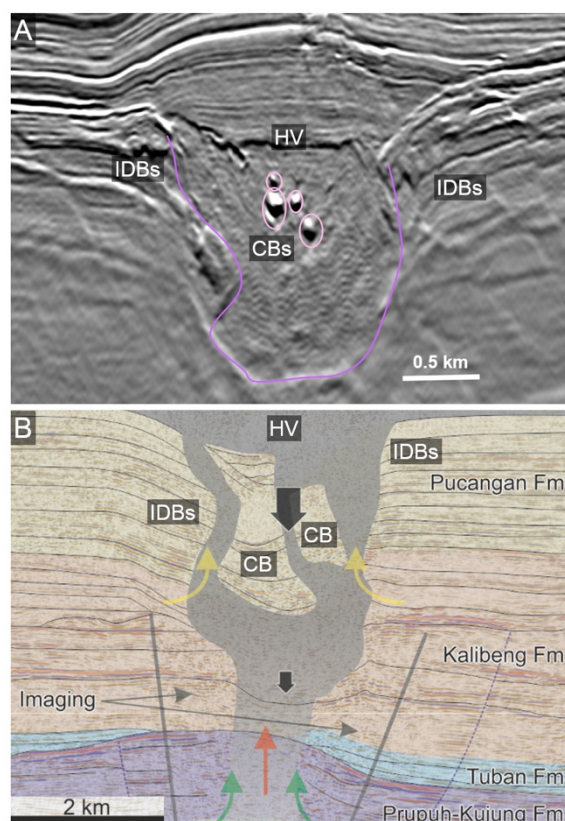 A
HV
IDBs
IDBs
CBs
0.5 km
B
HV
IDBs
Pucangan Fm
IDBs
CB
CB
Kalibeng Fm
Imaging
Tuban Fm
2 km
Prupuh-Kujung Fm